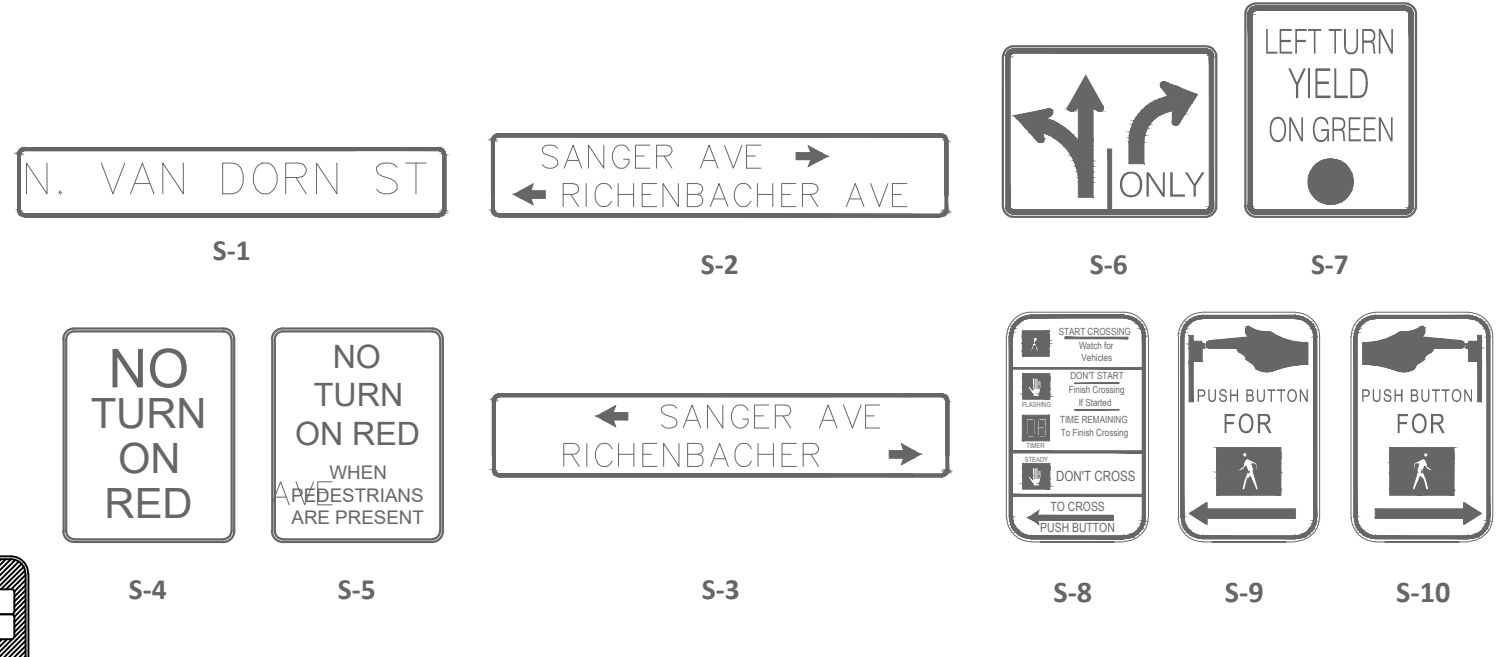 N. VAN DORN ST
S-1
SANGER AVE
RICHENBACHER AVE
S-2
ONLY
S-6
LEFT TURN
YIELD
ON GREEN
S-7
NO
TURN
ON
RED
S-4
NO
TURN
ON RED
WHEN
PEDESTRIANS
ARE PRESENT
AVE
S-5
SANGER AVE
RICHENBACHER
S-3
START CROSSING
Watch for
Vehicles
DON'T START
Finish Crossing
If Started
FLASHING
TIME REMAINING
To Finish Crossing
TIMER
STEADY
DON'T CROSS
TO CROSS
PUSH BUTTON
S-8
PUSH BUTTON
FOR
S-9
PUSH BUTTON
FOR
S-10